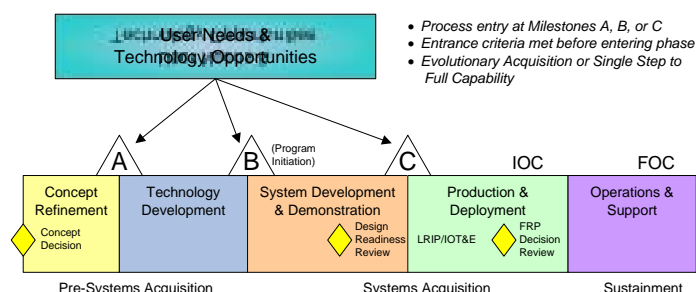 User Needs &
Technology Opportunities
• Process entry at Milestones A, B, or C
• Entrance criteria met before entering phase
• Evolutionary Acquisition or Single Step to
Full Capability
A
B
(Program
Initiation)
C
IOC
FOC
Concept
Refinement
Technology
Development
System Development
& Demonstration
Production &
Deployment
Operations &
Support
Concept
Decision
Design
Readiness
Review
LRIP/IOT&E
FRP
Decision
Review
Pre-Systems Acquisition
Systems Acquisition
Sustainment